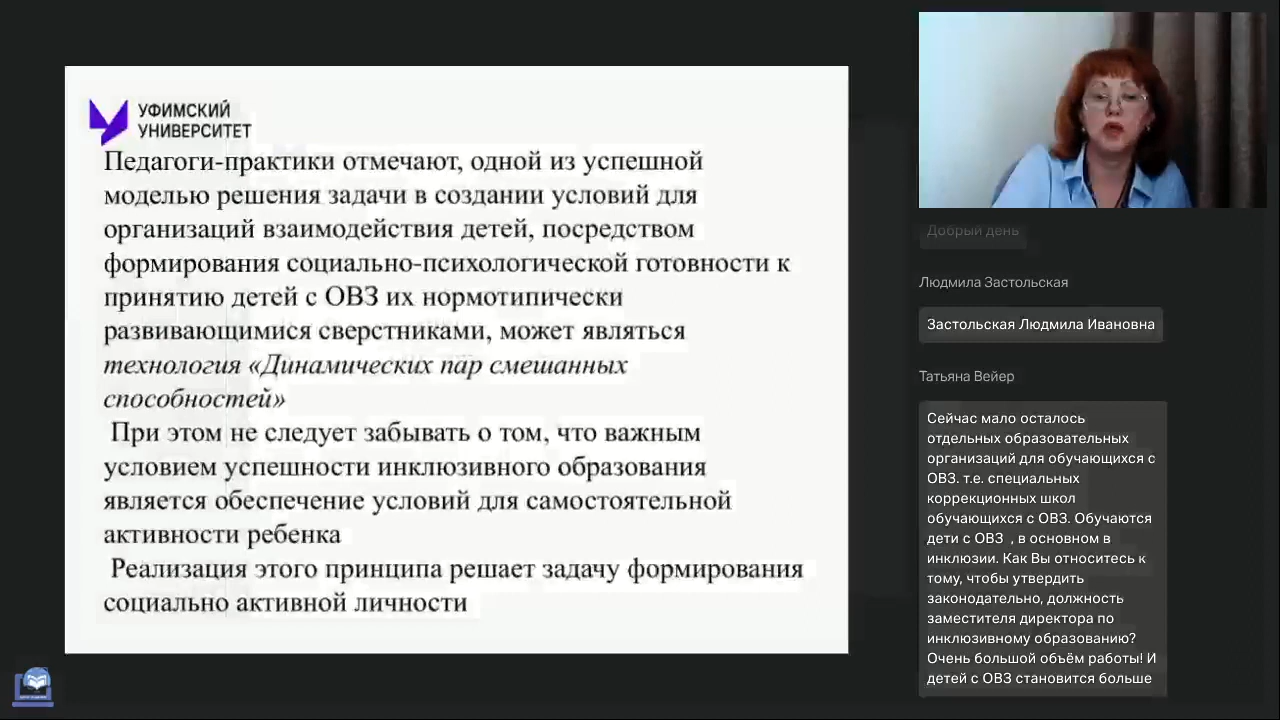 УФИМСКИЙ
УНИВЕРСИТЕТ
Педагоги-практики отмечают, одной из успешной
моделью решения задачи в создании условий для
организаций взаимодействия детей, посредством
формирования социально-психологической готовности к
принятию детей с ОВЗ их нормотипически
развивающимися сверстниками, может являться
технология «Динамических пар смешанных
способностей»
При этом не следует забывать о том, что важным
условием успешности инклюзивного образования
является обеспечение условий для самостоятельной
активности ребенка
Реализация этого принципа решает задачу формирования
социально активной личности
Добрый день
Людмила Застольская
Застольская Людмила Ивановна
Татьяна Вейер
Сейчас мало осталось
отдельных образовательных
организаций для обучающихся с
ОВЗ. т.е. специальных
коррекционных школ
обучающихся с ОВЗ. Обучаются
дети с ОВЗ , в основном в
инклюзии. Как Вы относитесь к
тому, чтобы утвердить
законодательно, должность
заместителя директора по
инклюзивному образованию?
Очень большой объём работы! И
детей с ОВЗ становится больше